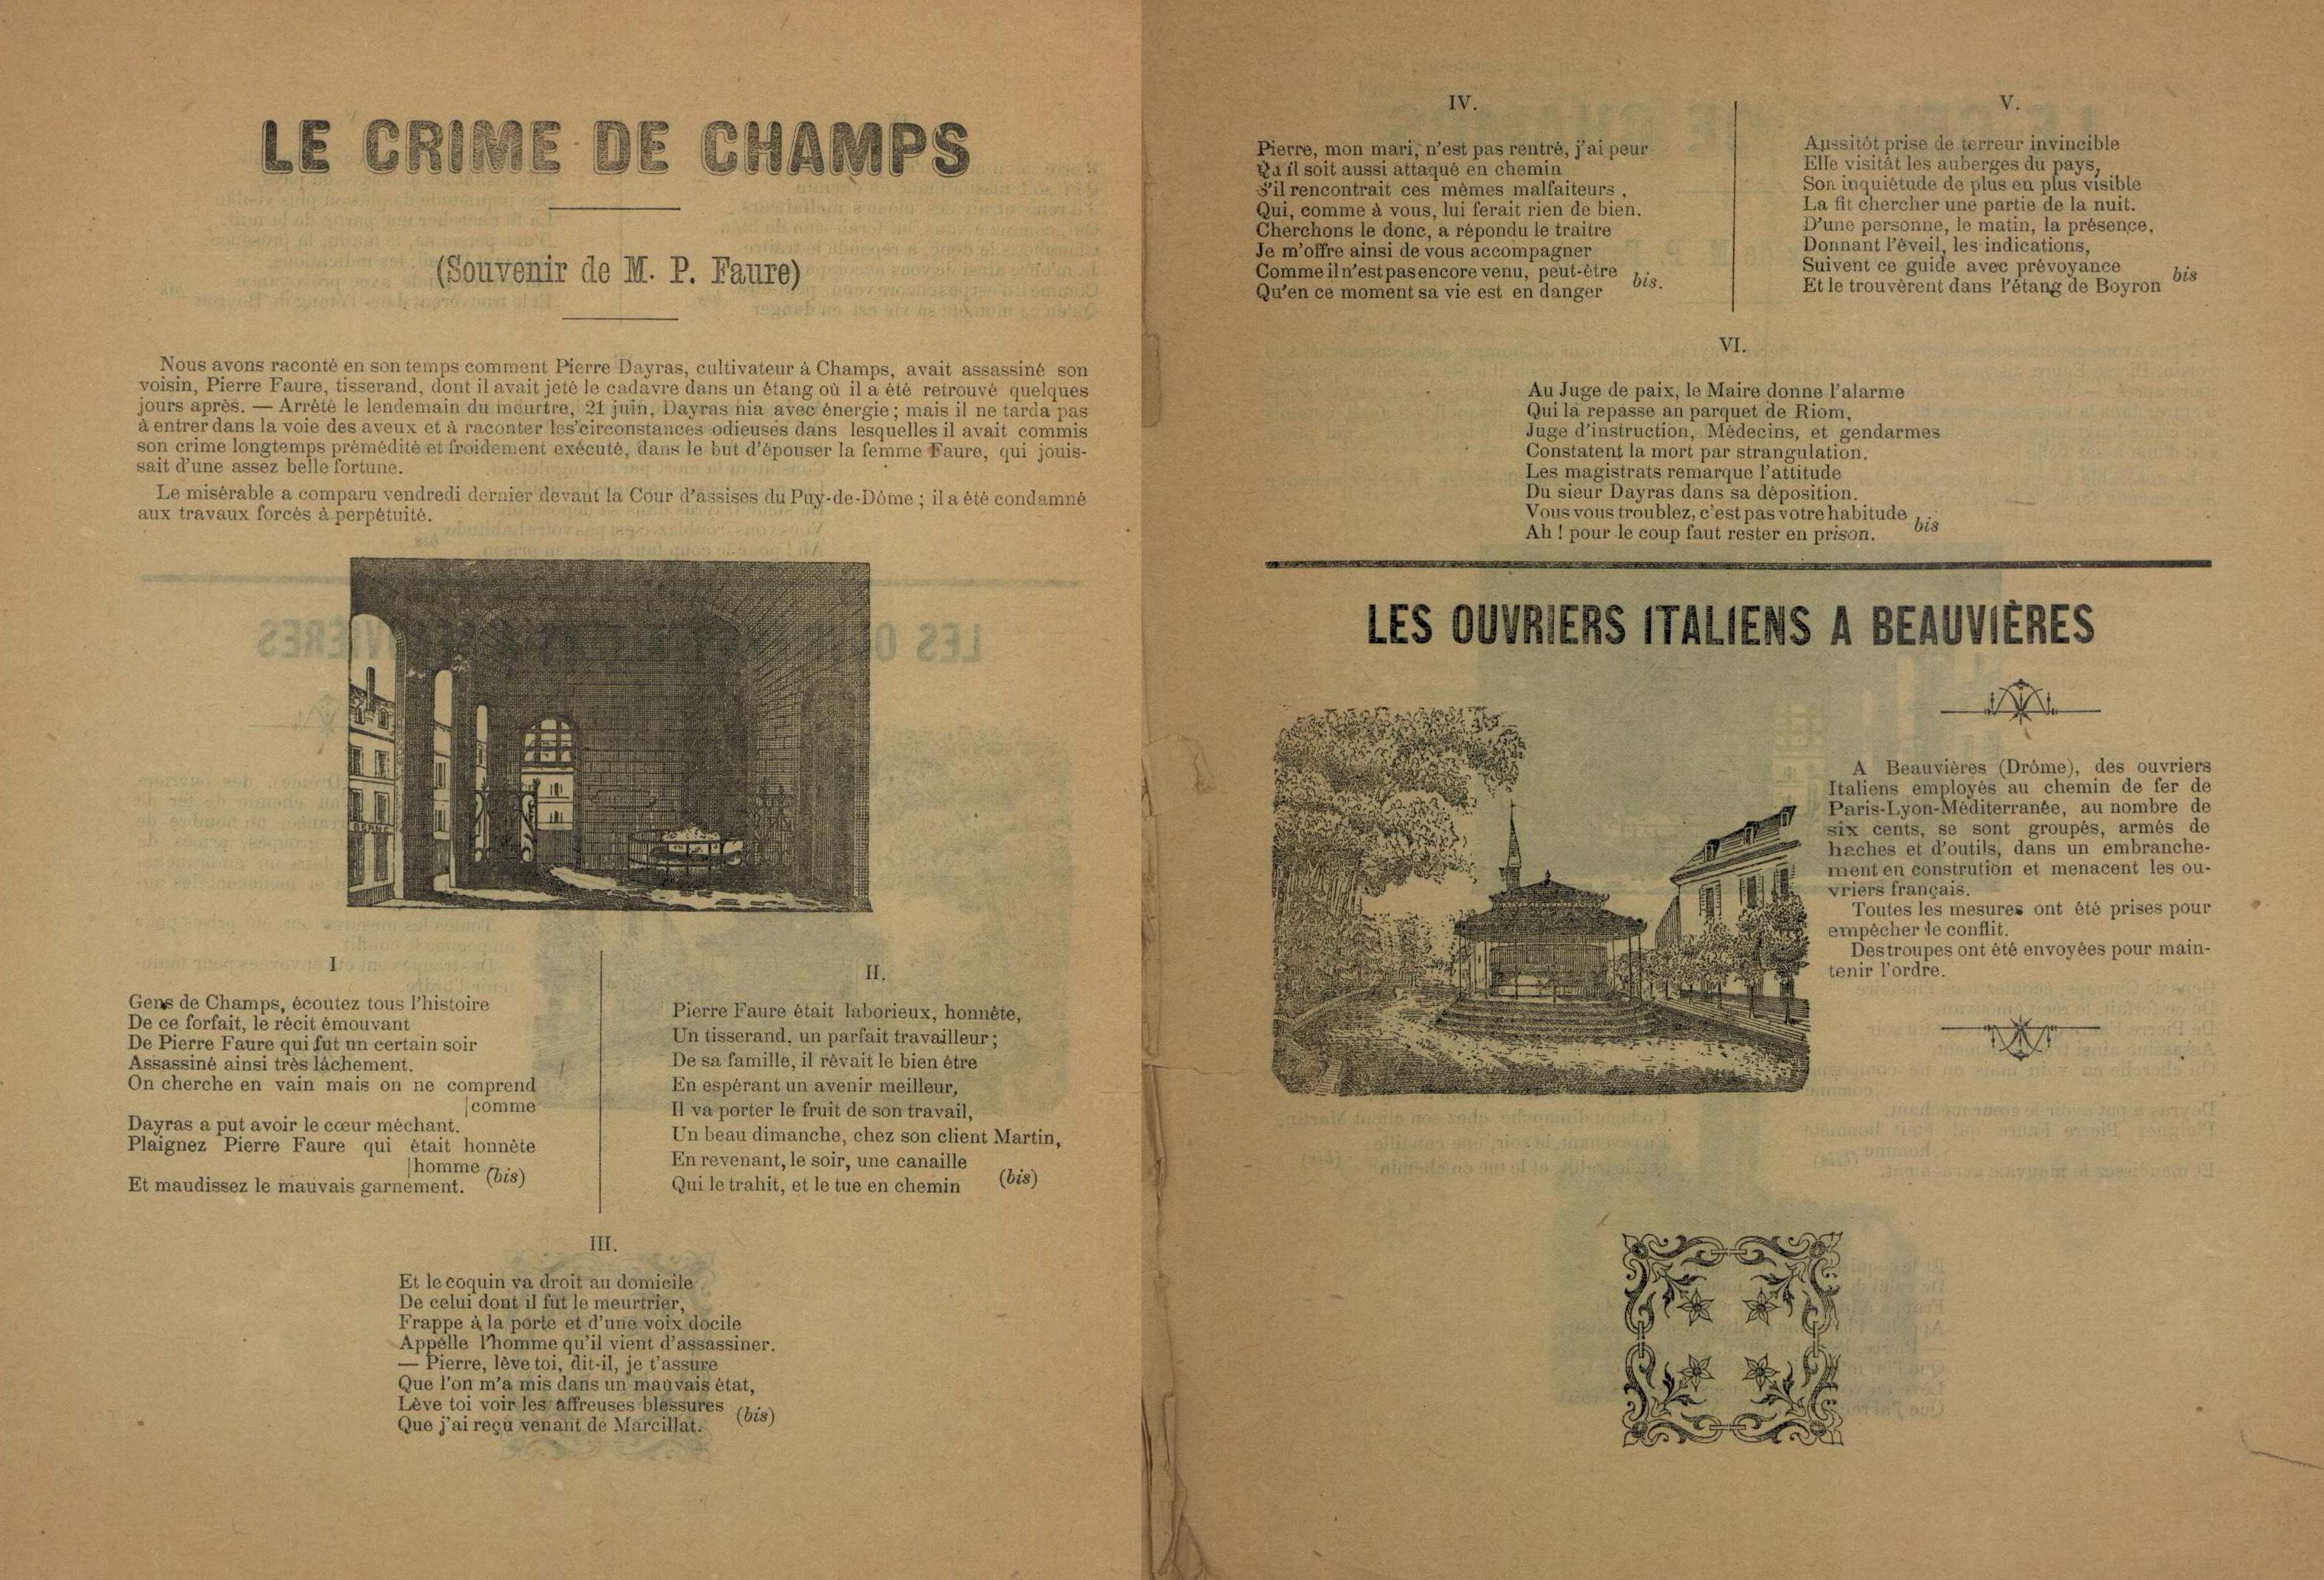 LE CRIME DE CHAMPS
(Souvenir de M. P. Faure)
Nous avons raconté en son temps comment Pierre Dayras, cultivateur à Champs, avait assassiné son
voisin, Pierre Faure, tisserand, dont il avait jeté le cadavre dans un étang où il a été retrouvé quelques
jours après. — Arrêté le lendemain du meurtre, 21 juin, Dayras nia avec énergie ; mais il ne tarda pas
à entrer dans la voie des aveux et à raconter les circonstances odieuses dans lesquelles il avait commis
son crime longtemps prémédité et froidement exécuté, dans le but d'épouser la femme Faure, qui jouis-
sait d'une assez belle fortune.
Le misérable a comparu vendredi dernier devant la Cour d'assises du Puy-de-Dôme ; il a été condamné
aux travaux forcés à perpétuité.
I
Gens de Champs, écoutez tous l'histoire
De ce forfait, le récit émouvant
De Pierre Faure qui fut un certain soir
Assassiné ainsi très lâchement.
On cherche en vain mais on ne comprend
|comme
Dayras a put avoir le cœur méchant.
Plaignez Pierre Faure qui était honnête
|homme
Et maudissez le mauvais garnement. (bis)
II.
Pierre Faure était laborieux, honnête,
Un tisserand, un parfait travailleur ;
De sa famille, il rêvait le bien être
En espérant un avenir meilleur,
Il va porter le fruit de son travail,
Un beau dimanche, chez son client Martin,
En revenant, le soir, une canaille
Qui le trahit, et le tue en chemin (bis)
III.
Et le coquin va droit au domicile
De celui dont il fut le meurtrier,
Frappe à la porte et d'une voix docile
Appelle l'homme qu'il vient d'assassiner.
— Pierre, lève toi, dit-il, je t'assure
Que l'on m'a mis dans un mauvais état,
Lève toi voir les affreuses blessures
Que j'ai reçu venant de Marcillat. (bis)
IV.
Pierre, mon mari, n'est pas rentré, j'ai peur
Qu'il soit aussi attaqué en chemin
S'il rencontrait ces mêmes malfaiteurs,
Qui, comme à vous, lui ferait rien de bien.
Cherchons le donc, a répondu le traitre
Je m'offre ainsi de vous accompagner
Comme il n'est pas encore venu, peut-être
Qu'en ce moment sa vie est en danger bis.
V.
Aussitôt prise de terreur invincible
Elle visitât les auberges du pays,
Son inquiétude de plus en plus visible
La fit chercher une partie de la nuit.
D'une personne, le matin, la présence,
Donnant l'éveil, les indications,
Suivent ce guide avec prévoyance
Et le trouvèrent dans l'étang de Boyron bis
VI.
Au Juge de paix, le Maire donne l'alarme
Qui la repasse an parquet de Riom,
Juge d'instruction, Médecins, et gendarmes
Constatent la mort par strangulation.
Les magistrats remarque l'attitude
Du sieur Dayras dans sa déposition.
Vous vous troublez, c'est pas votre habitude
Ah ! pour le coup faut rester en prison. bis
LES OUVRIERS ITALIENS A BEAUVIÈRES
A Beauvières (Drôme), des ouvriers
Italiens employés au chemin de fer de
Paris-Lyon-Méditerranée, au nombre de
six cents, se sont groupés, armés de
haches et d'outils, dans un embranche-
ment en constrution et menacent les ou-
vriers français.
Toutes les mesures ont été prises pour
empêcher le conflit.
Des troupes ont été envoyées pour main-
tenir l'ordre.